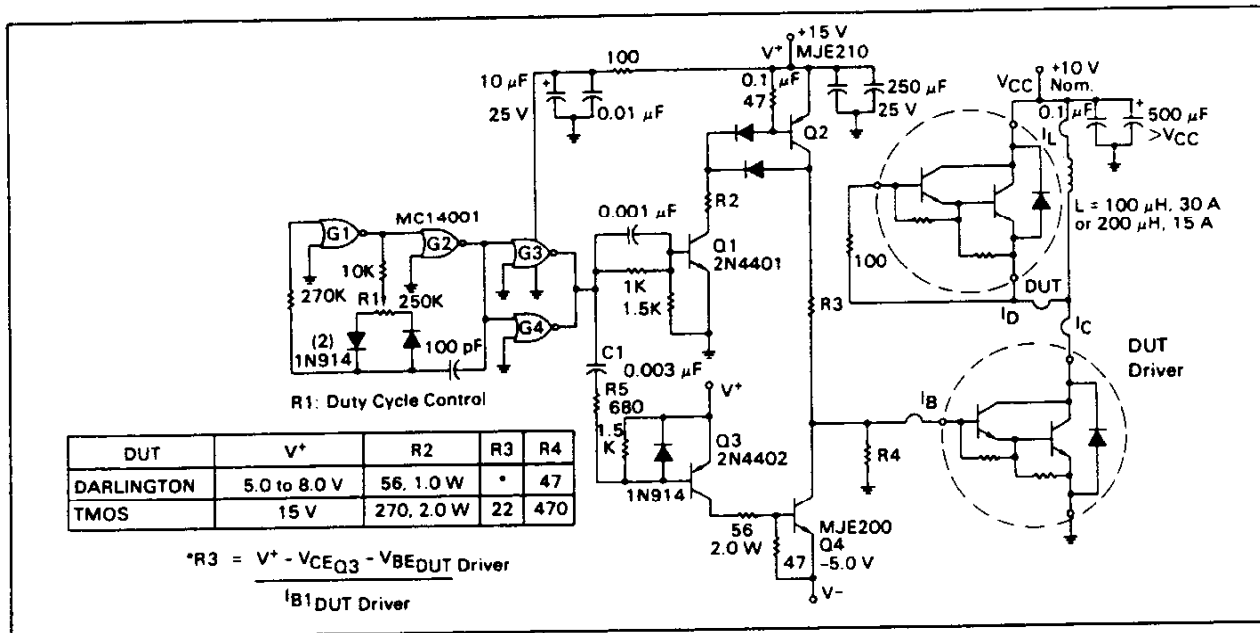 +15 V
V+
MJE210
100
10 µF
+
25 V
0.01 µF
0.1 µF
47
250 µF
25 V
Q2
+10 V
Nom.
VCC
0.1 µF
+
500 µF
>VCC
IL
L = 100 µH, 30 A
or 200 µH, 15 A
MC14001
G1
G2
G3
G4
0.001 µF
R2
Q1
2N4401
1K
1.5K
R3
100
DUT
ID
IC
10K
270K
R1
250K
(2)
1N914
100 pF
C1
0.003 µF
R1: Duty Cycle Control
R5
680
V+
1.5
K
Q3
2N4402
1N914
IB
R4
DUT
Driver
56
2.0 W
47
MJE200
Q4
-5.0 V
V-
DUT V+ R2 R3 R4
DARLINGTON 5.0 to 8.0 V 56, 1.0 W * 47
TMOS 15 V 270, 2.0 W 22 470
*R3 = V+ - VCEQ3 - VBEDUT Driver
IB1DUT Driver